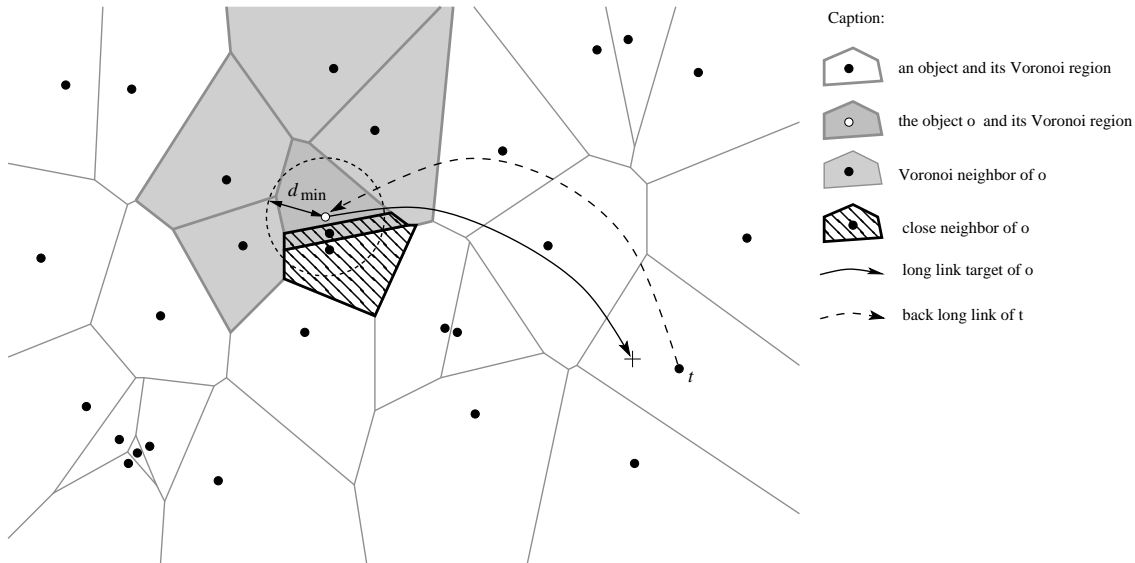 Caption:
an object and its Voronoi region
the object o and its Voronoi region
d min
Voronoi neighbor of o
close neighbor of o
long link target of o
back long link of t
t